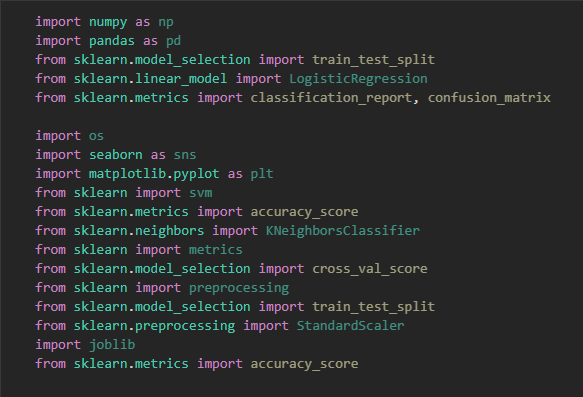 import numpy as np
import pandas as pd
from sklearn.model_selection import train_test_split
from sklearn.linear_model import LogisticRegression
from sklearn.metrics import classification_report, confusion_matrix
import os
import seaborn as sns
import matplotlib.pyplot as plt
from sklearn import svm
from sklearn.metrics import accuracy_score
from sklearn.neighbors import KNeighborsClassifier
from sklearn import metrics
from sklearn.model_selection import cross_val_score
from sklearn import preprocessing
from sklearn.model_selection import train_test_split
from sklearn.preprocessing import StandardScaler
import joblib
from sklearn.metrics import accuracy_score